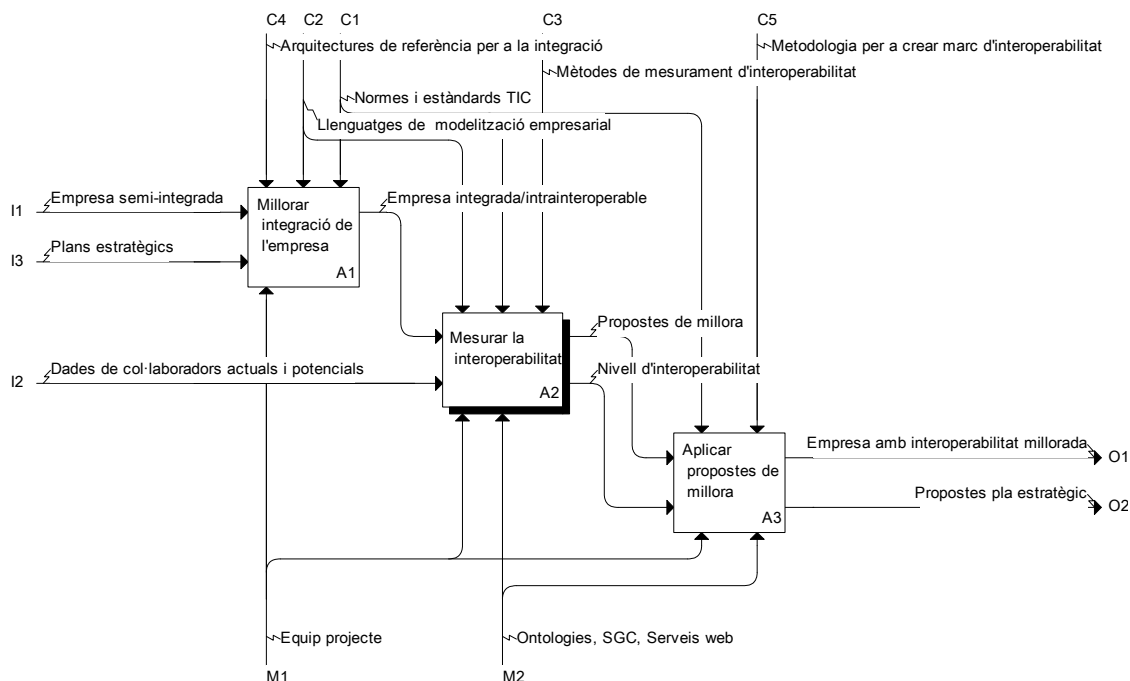 C4 C2 C1 C3 C5
Arquitectures de referència per a la integració
Metodologia per a crear marc d'interoperabilitat
Mètodes de mesurament d'interoperabilitat
Normes i estàndards TIC
Llenguatges de modelització empresarial
I1
Empresa semi-integrada
Millorar
integració de
l'empresa
A1
Empresa integrada/intrainteroperable
I3
Plans estratègics
Mesurar la
interoperabilitat
A2
Propostes de millora
I2
Dades de col·laboradors actuals i potencials
Nivell d'interoperabilitat
Aplicar
propostes de
millora
A3
Empresa amb interoperabilitat millorada
O1
Propostes pla estratègic
O2
Equip projecte
Ontologies, SGC, Serveis web
M1 M2